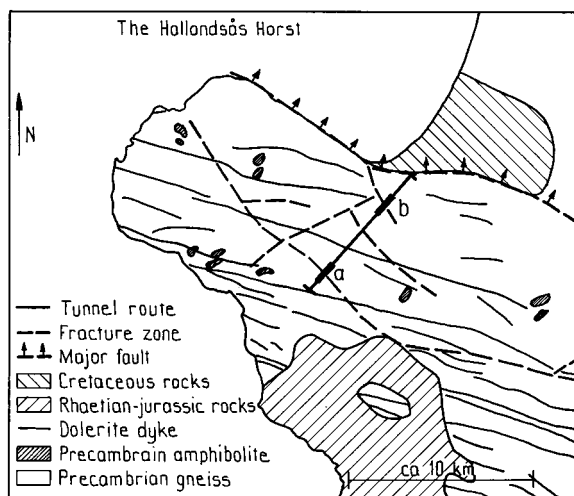 The Hallandsås Horst
N
b
a
Tunnel route
Fracture zone
Major fault
Cretaceous rocks
Rhaetian-jurassic rocks
Dolerite dyke
Precambrain amphibolite
Precambrian gneiss
ca 10 km